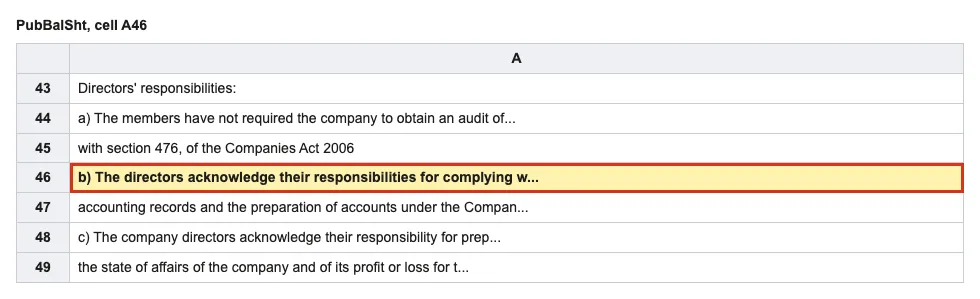 PubBalSht, cell A46
A
43 Directors' responsibilities:
44 a) The members have not required the company to obtain an audit of...
45 with section 476, of the Companies Act 2006
46 b) The directors acknowledge their responsibilities for complying w...
47 accounting records and the preparation of accounts under the Compan...
48 c) The company directors acknowledge their responsibility for prep...
49 the state of affairs of the company and of its profit or loss for t...